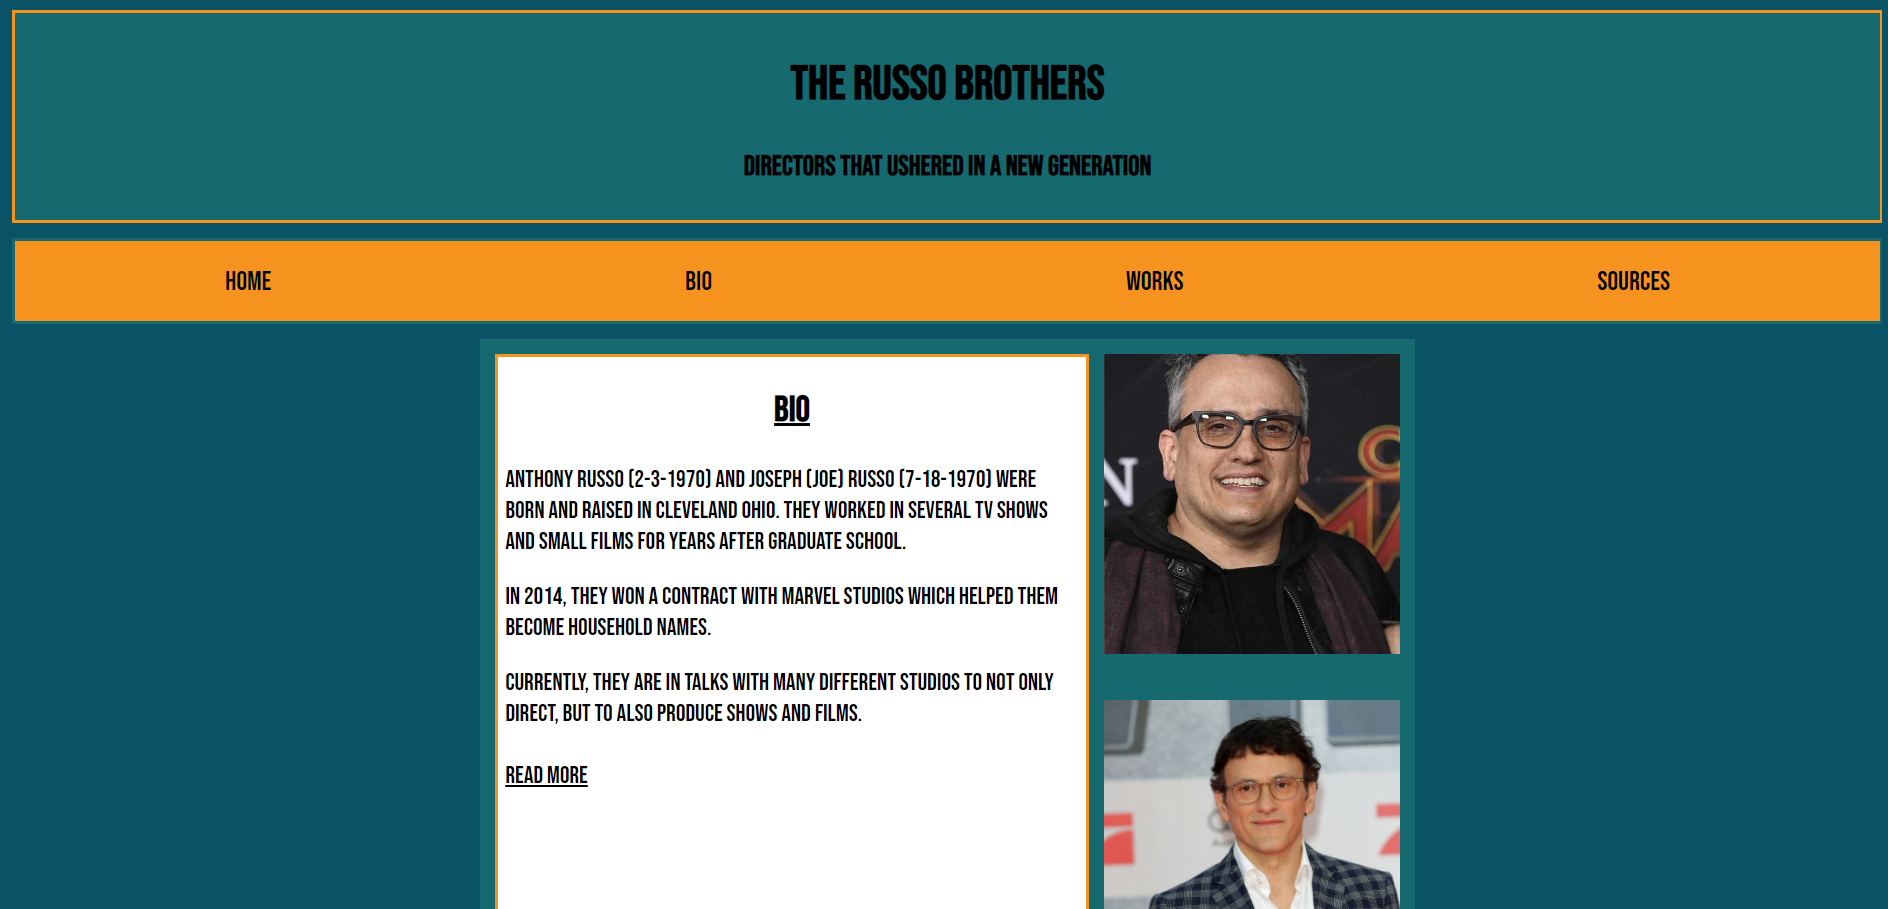 THE RUSSO BROTHERS
DIRECTORS THAT USHERED IN A NEW GENERATION
HOME BIO WORKS SOURCES
BIO
ANTHONY RUSSO (2-3-1970) AND JOSEPH (JOE) RUSSO (7-18-1970) WERE
BORN AND RAISED IN CLEVELAND OHIO. THEY WORKED IN SEVERAL TV SHOWS
AND SMALL FILMS FOR YEARS AFTER GRADUATE SCHOOL.
IN 2014, THEY WON A CONTRACT WITH MARVEL STUDIOS WHICH HELPED THEM
BECOME HOUSEHOLD NAMES.
CURRENTLY, THEY ARE IN TALKS WITH MANY DIFFERENT STUDIOS TO NOT ONLY
DIRECT, BUT TO ALSO PRODUCE SHOWS AND FILMS.
READ MORE